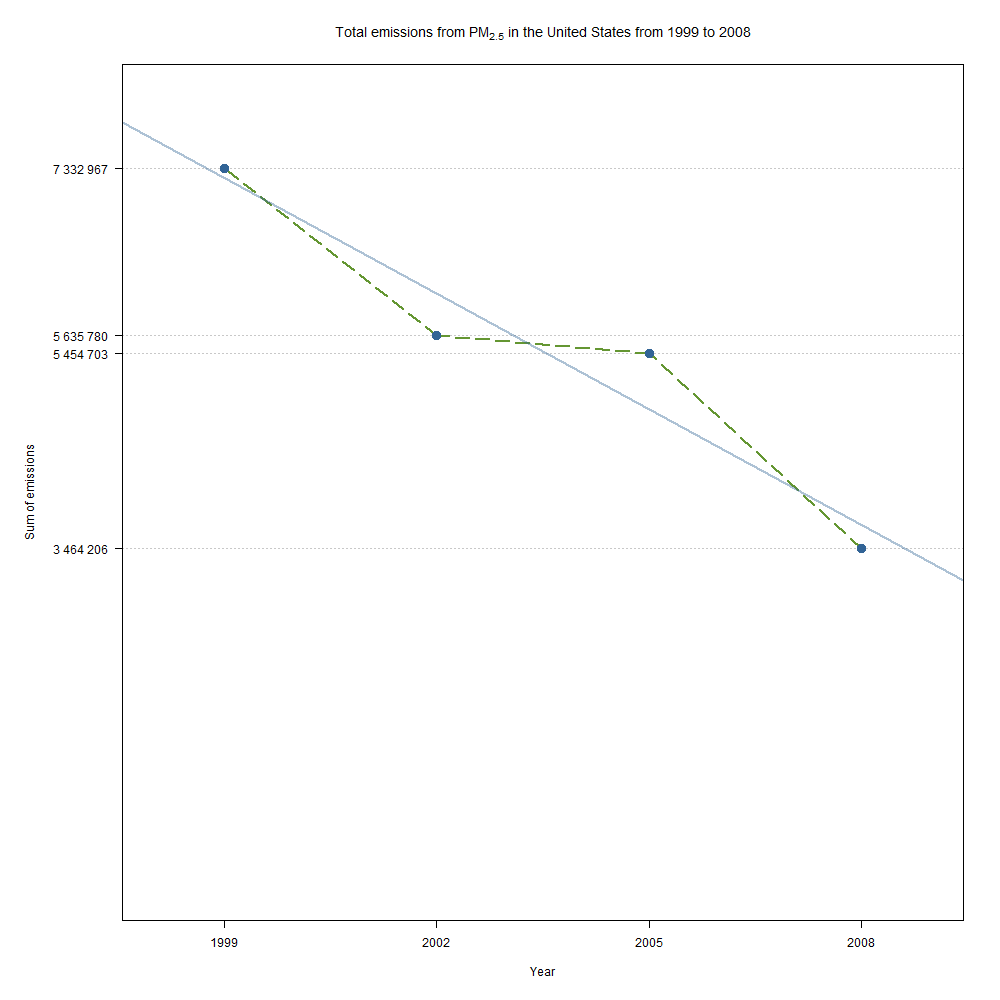 Total emissions from PM2.5 in the United States from 1999 to 2008
7 332 967
5 635 780
5 454 703
3 464 206
Sum of emissions
1999 2002 2005 2008
Year